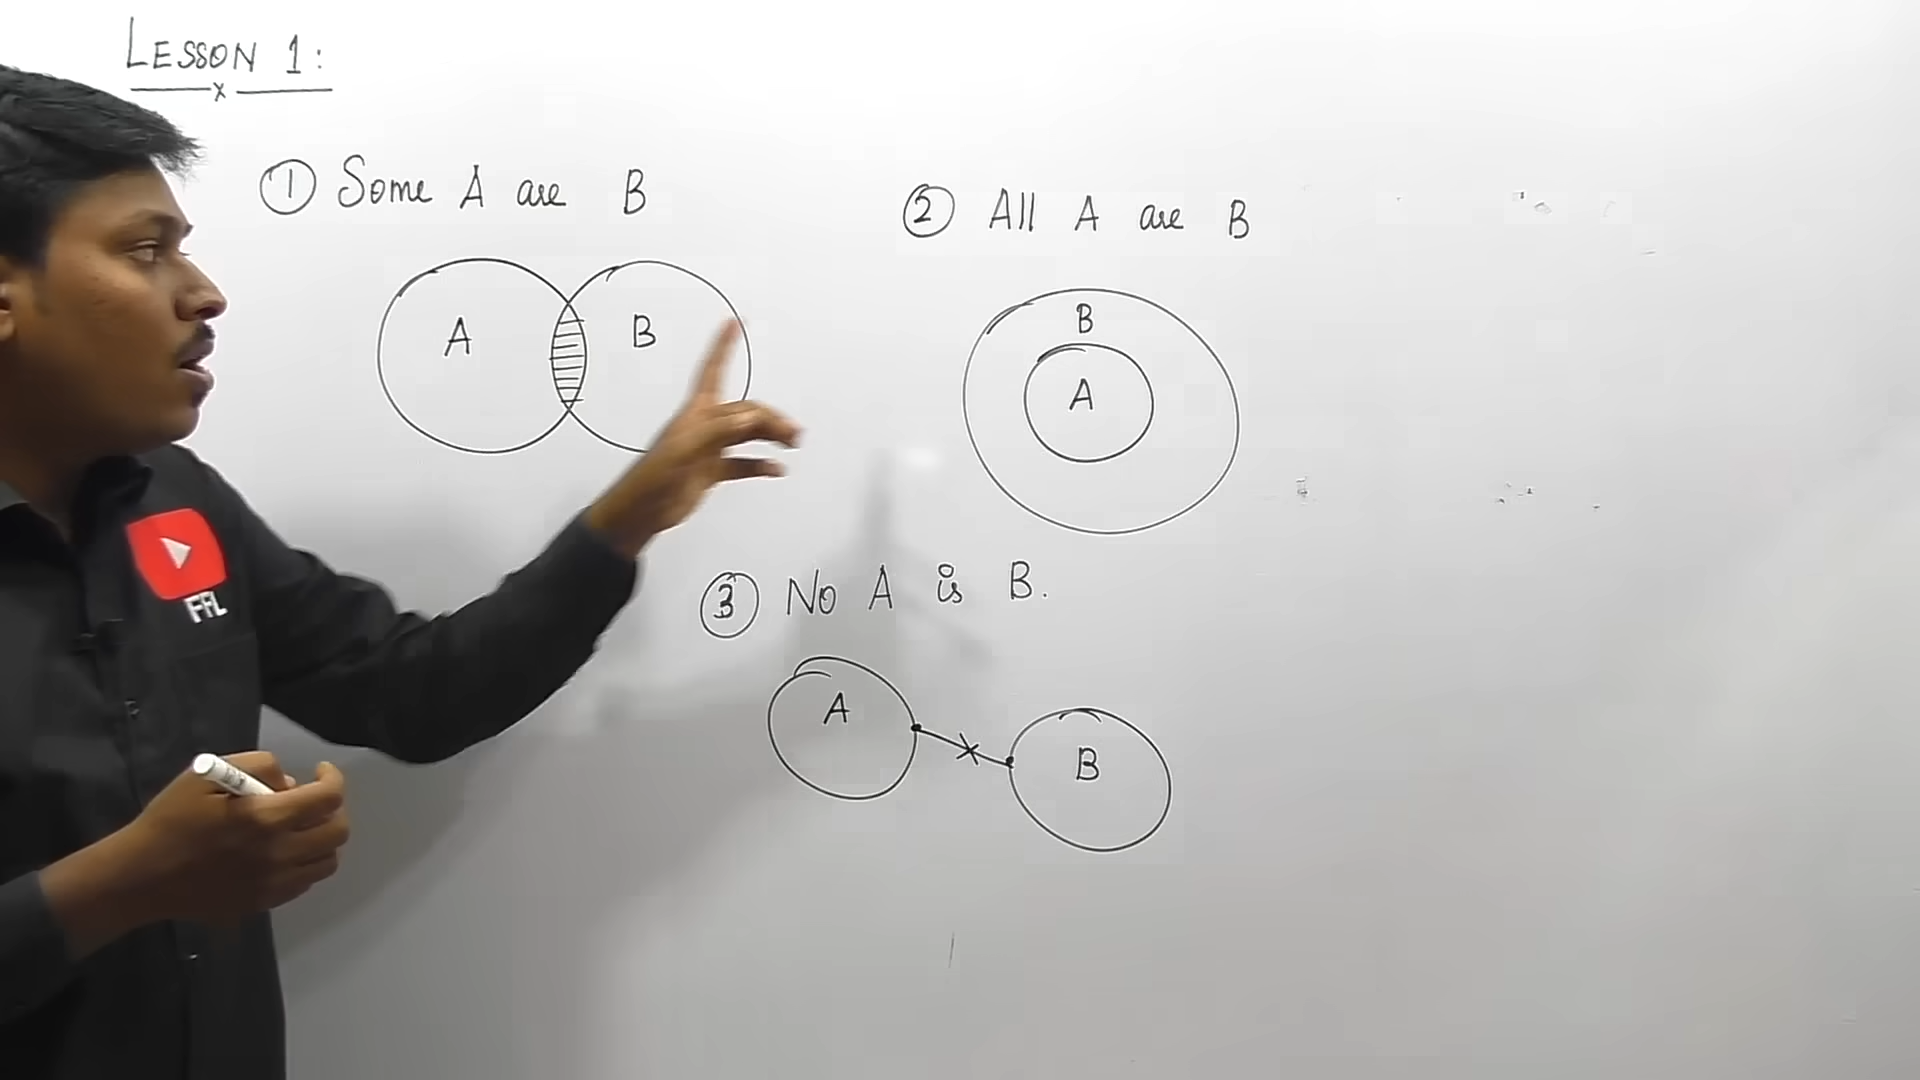 LESSON 1:
x
① Some A are B
A B
② All A are B
B
A
③ No A is B.
A
B
FFL